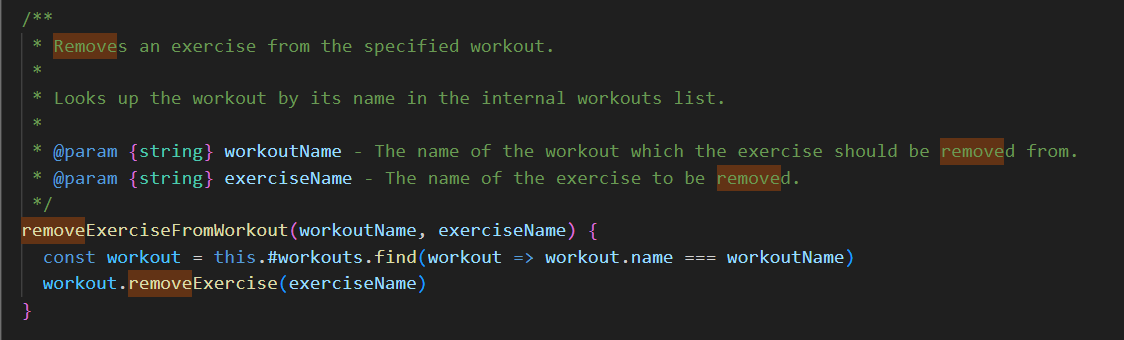 /**
 * Removes an exercise from the specified workout.
 *
 * Looks up the workout by its name in the internal workouts list.
 *
 * @param {string} workoutName - The name of the workout which the exercise should be removed from.
 * @param {string} exerciseName - The name of the exercise to be removed.
 */
removeExerciseFromWorkout(workoutName, exerciseName) {
  const workout = this.#workouts.find(workout => workout.name === workoutName)
  workout.removeExercise(exerciseName)
}